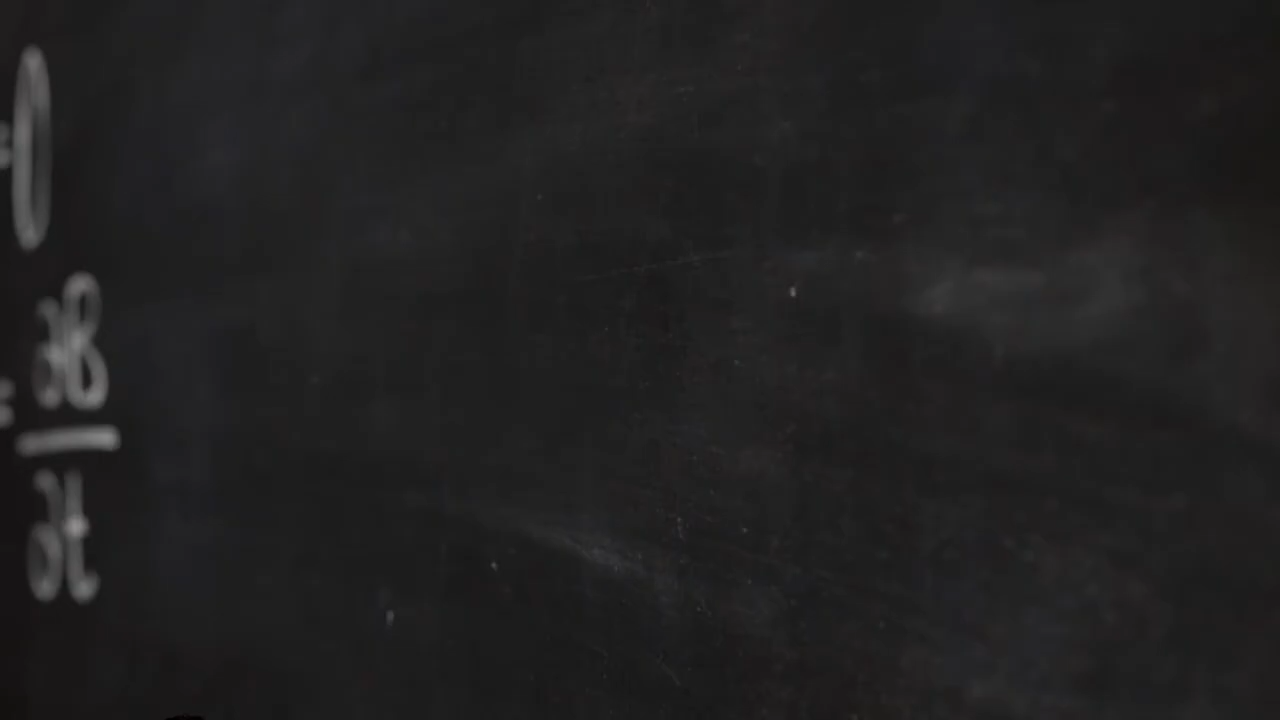 = 0
= ∂B
∂t